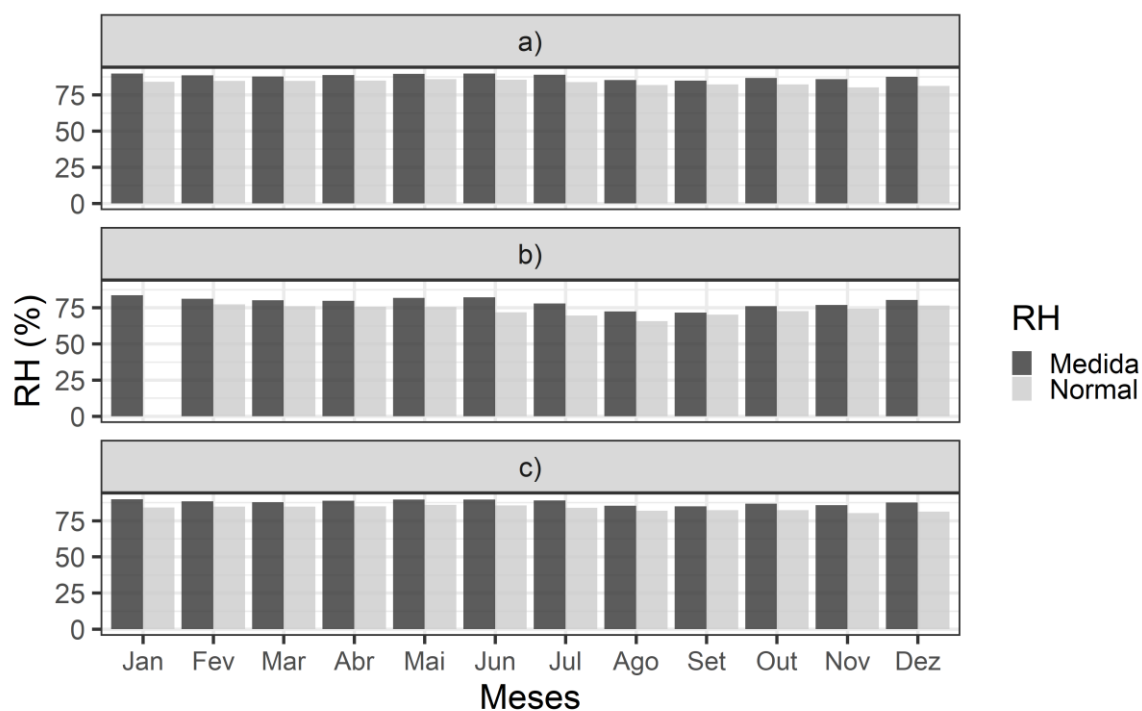 a)
75
50
25
0
b)
75
50
25
0
c)
75
50
25
0
RH (%)
Jan Fev Mar Abr Mai Jun Jul Ago Set Out Nov Dez
Meses
RH
Medida
Normal